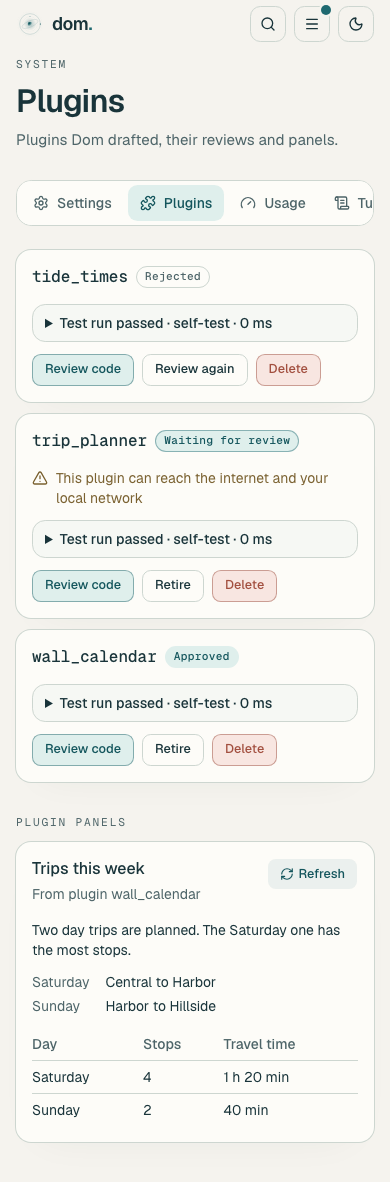 dom.
SYSTEM
Plugins
Plugins Dom drafted, their reviews and panels.
Settings Plugins Usage Tu
tide_times Rejected
Test run passed · self-test · 0 ms
Review code Review again Delete
trip_planner Waiting for review
This plugin can reach the internet and your
local network
Test run passed · self-test · 0 ms
Review code Retire Delete
wall_calendar Approved
Test run passed · self-test · 0 ms
Review code Retire Delete
PLUGIN PANELS
Trips this week
Refresh
From plugin wall_calendar
Two day trips are planned. The Saturday one has
the most stops.
Saturday Central to Harbor
Sunday Harbor to Hillside
Day Stops Travel time
Saturday 4 1 h 20 min
Sunday 2 40 min